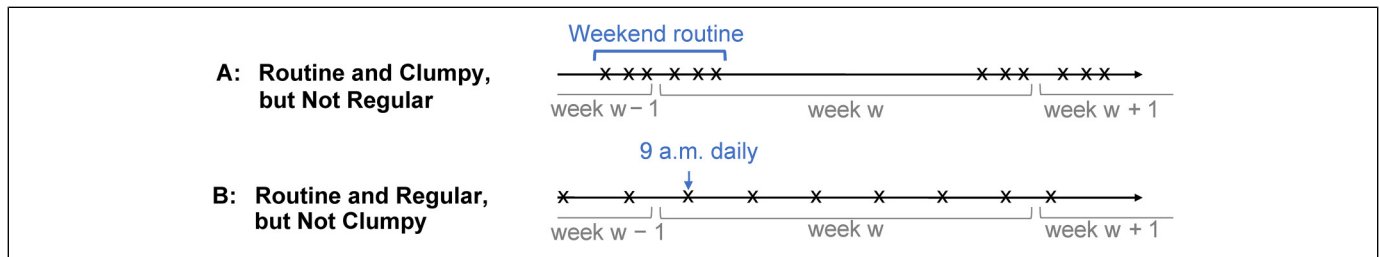 Weekend routine
A: Routine and Clumpy,
but Not Regular
week w − 1
week w
week w + 1
9 a.m. daily
B: Routine and Regular,
but Not Clumpy
week w − 1
week w
week w + 1